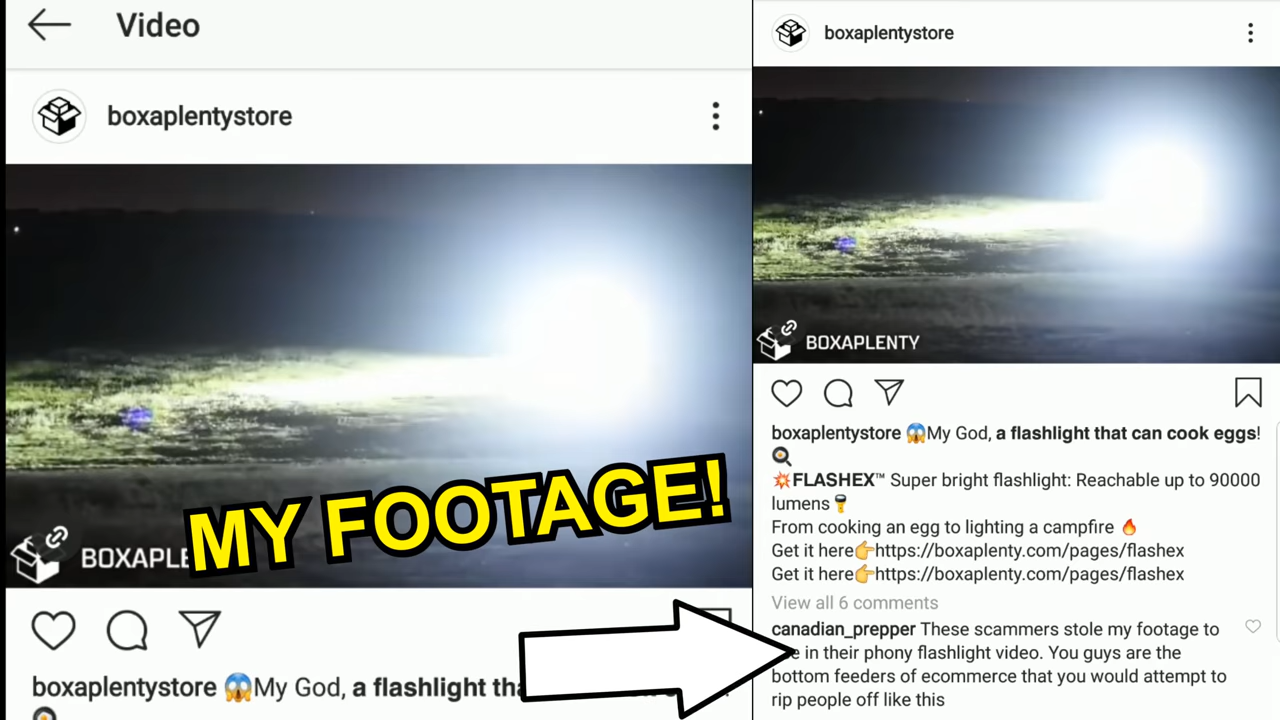 Video
boxaplentystore
BOXAPLE
MY FOOTAGE!
boxaplentystore 😱My God, a flashlight th
boxaplentystore
BOXAPLENTY
boxaplentystore 😱My God, a flashlight that can cook eggs!
🍳
💥FLASHEX™ Super bright flashlight: Reachable up to 90000
lumens🔦
From cooking an egg to lighting a campfire 🔥
Get it here👉https://boxaplenty.com/pages/flashex
Get it here👉https://boxaplenty.com/pages/flashex
View all 6 comments
canadian_prepper These scammers stole my footage to
in their phony flashlight video. You guys are the
bottom feeders of ecommerce that you would attempt to
rip people off like this